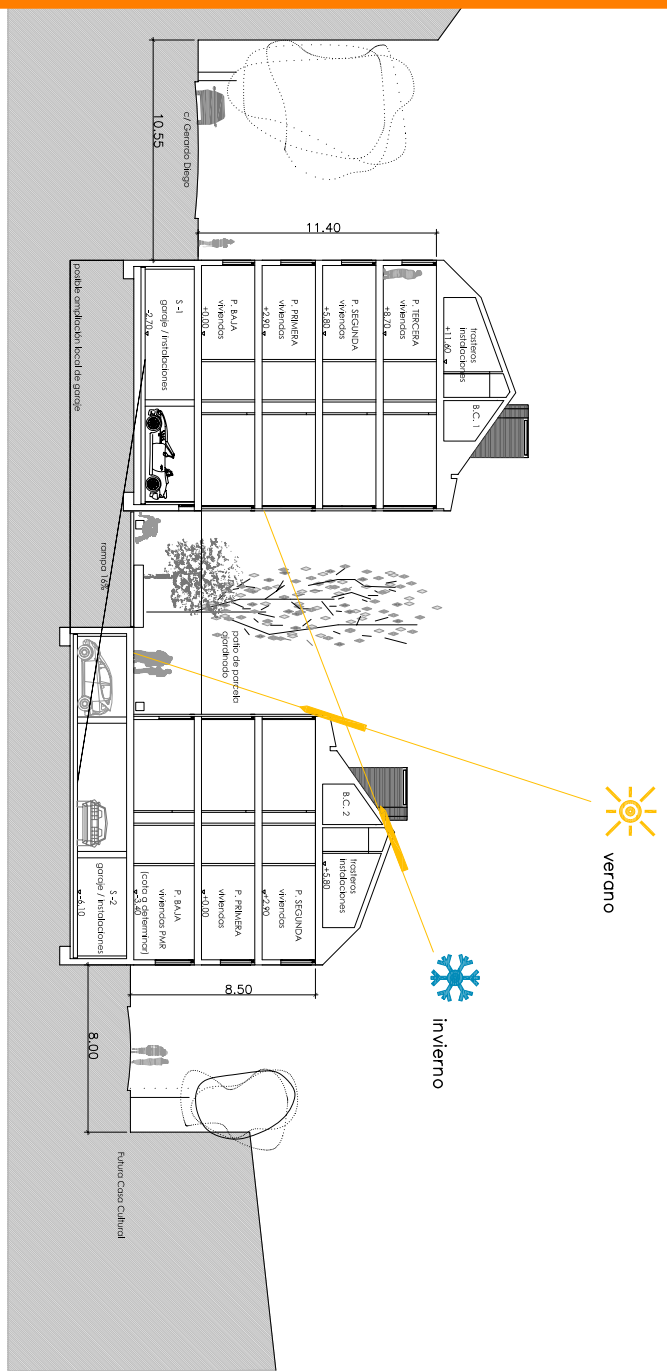 verano
invierno
11.40
8.50
10.55
8.00
c/ Gerardo Diego
trasteros
instalaciones
+11.60
B.C. 1
P. TERCERA
viviendas
+8.70
P. SEGUNDA
viviendas
+5.80
P. PRIMERA
viviendas
+2.90
P. BAJA
viviendas
+0.00
S -1
garaje / instalaciones
-2.70
posible ampliación local de garaje
rampa 16%
patio de parcela
ajardinado
B.C. 2
trasteros
instalaciones
+5.80
P. SEGUNDA
viviendas
+2.90
P. PRIMERA
viviendas
+0.00
P. BAJA
viviendas PMR
(cota a determinar)
-3.40
S -2
garaje / instalaciones
-6.10
Futura Casa Cultural